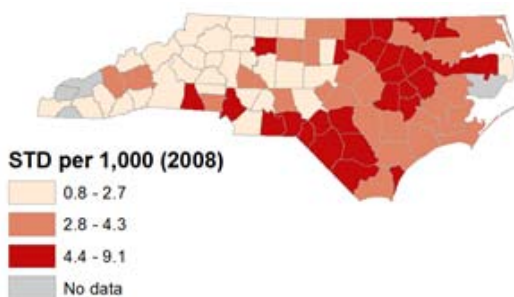 STD per 1,000 (2008)
0.8 - 2.7
2.8 - 4.3
4.4 - 9.1
No data